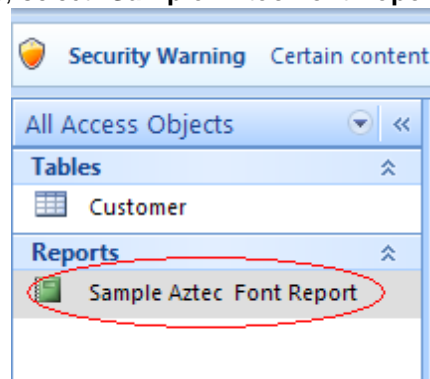 Security Warning Certain content
All Access Objects
Tables
Customer
Reports
Sample Aztec Font Report